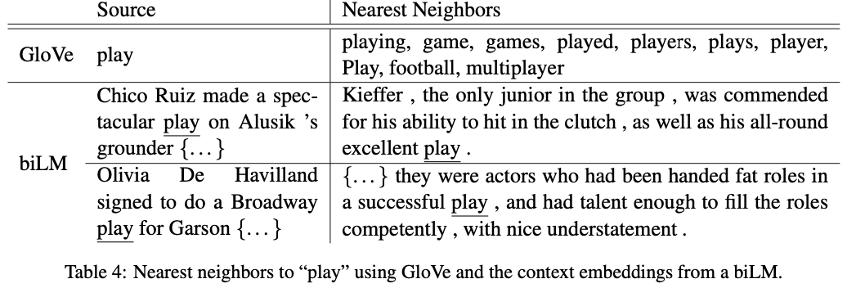 Source Nearest Neighbors
GloVe play playing, game, games, played, players, plays, player,
Play, football, multiplayer
biLM
Chico Ruiz made a spec-
tacular play on Alusik 's
grounder {...}
Kieffer , the only junior in the group , was commended
for his ability to hit in the clutch , as well as his all-round
excellent play .
Olivia De Havilland
signed to do a Broadway
play for Garson {...}
{...} they were actors who had been handed fat roles in
a successful play , and had talent enough to fill the roles
competently , with nice understatement .
Table 4: Nearest neighbors to “play” using GloVe and the context embeddings from a biLM.